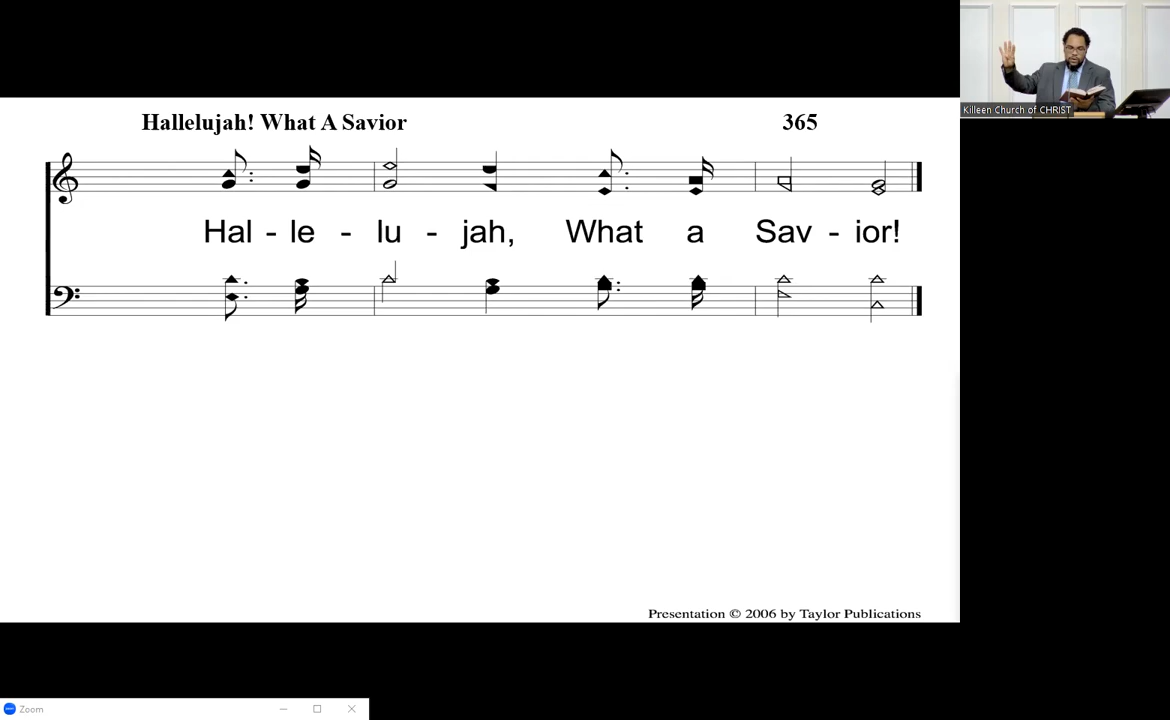 Hallelujah! What A Savior 365
Hal - le - lu - jah, What a Sav - ior!
Presentation © 2006 by Taylor Publications
Killeen Church of CHRIST
zoom Zoom